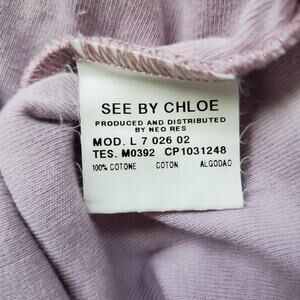 SEE BY CHLOE
PRODUCED AND DISTRIBUTED
BY NEO RES
MOD. L 7 026 02
TES. M0392 CP1031248
100% COTONE COTON ALGODAO